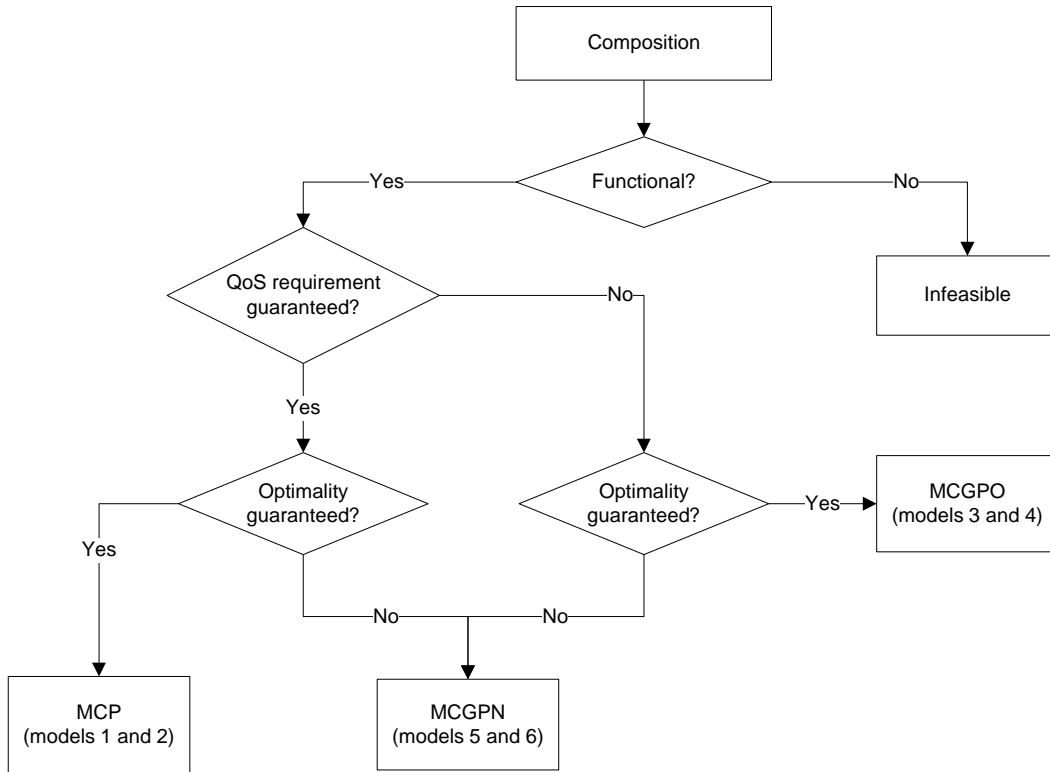 Composition
Functional?
Yes
No
QoS requirement
guaranteed?
No
Infeasible
Yes
Optimality
guaranteed?
Optimality
guaranteed?
Yes
MCGPO
(models 3 and 4)
Yes
No
No
MCP
(models 1 and 2)
MCGPN
(models 5 and 6)